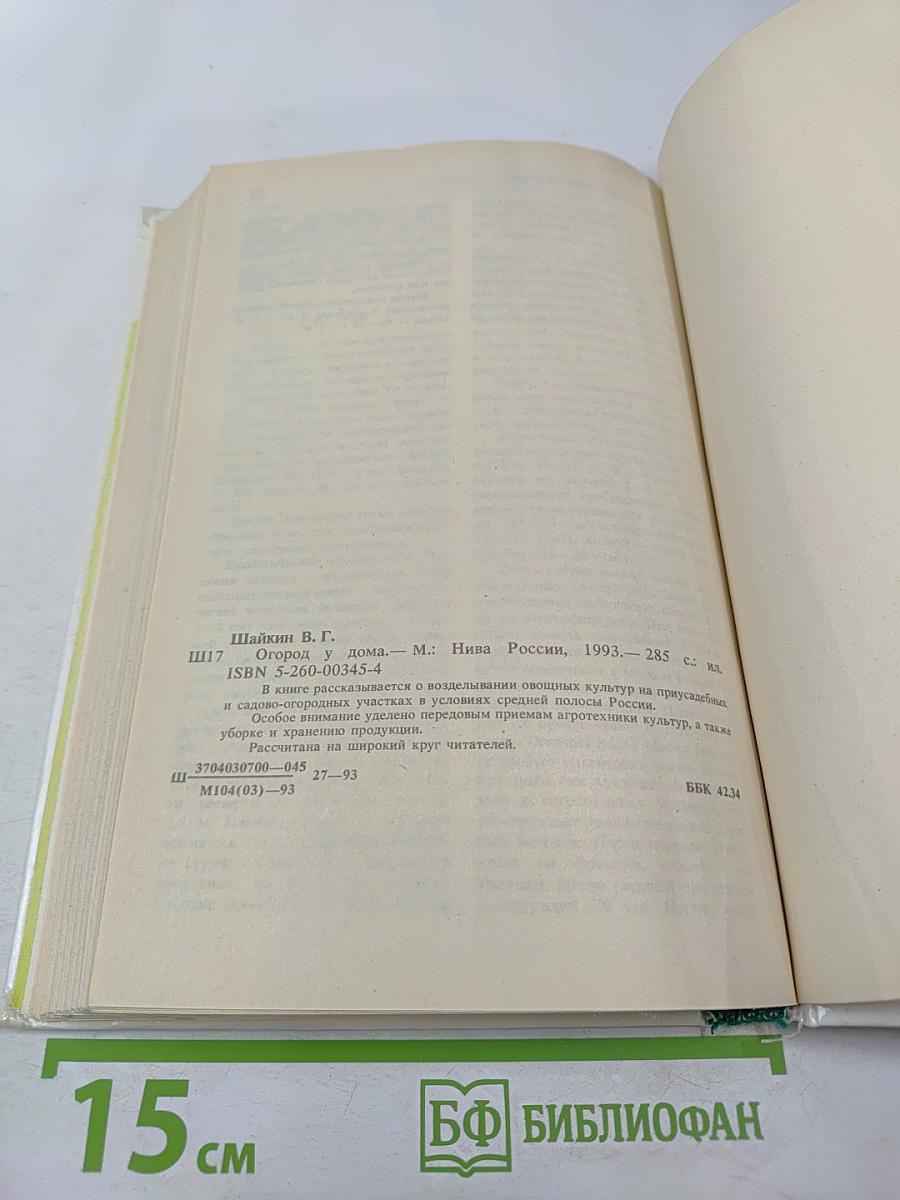 Шайкин В. Г.
Ш17 Огород у дома.— М.: Нива России, 1993.— 285 с.: ил.
ISBN 5-260-00345-4
В книге рассказывается о возделывании овощных культур на приусадебных
и садово-огородных участках в условиях средней полосы России.
Особое внимание уделено передовым приемам агротехники культур, а также
уборке и хранению продукции.
Рассчитана на широкий круг читателей.
Ш 3704030700—045 27—93
М104(03)—93
ББК 42.34
15 см
БФ БИБЛИОФАН